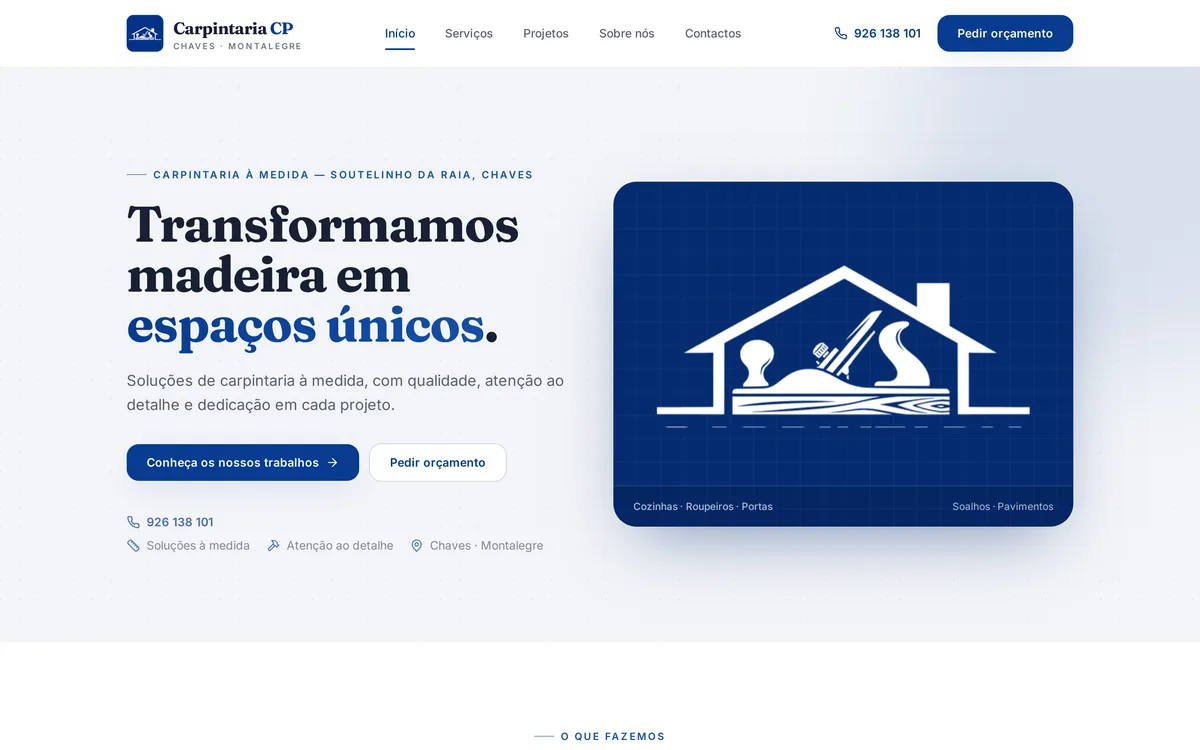 Carpintaria CP
CHAVES · MONTALEGRE
Início
Serviços
Projetos
Sobre nós
Contactos
926 138 101
Pedir orçamento
CARPINTARIA À MEDIDA — SOUTELINHO DA RAIA, CHAVES
Transformamos
madeira em
espaços únicos.
Soluções de carpintaria à medida, com qualidade, atenção ao
detalhe e dedicação em cada projeto.
Conheça os nossos trabalhos →
Pedir orçamento
926 138 101
Soluções à medida
Atenção ao detalhe
Chaves · Montalegre
Cozinhas · Roupeiros · Portas
Soalhos · Pavimentos
O QUE FAZEMOS